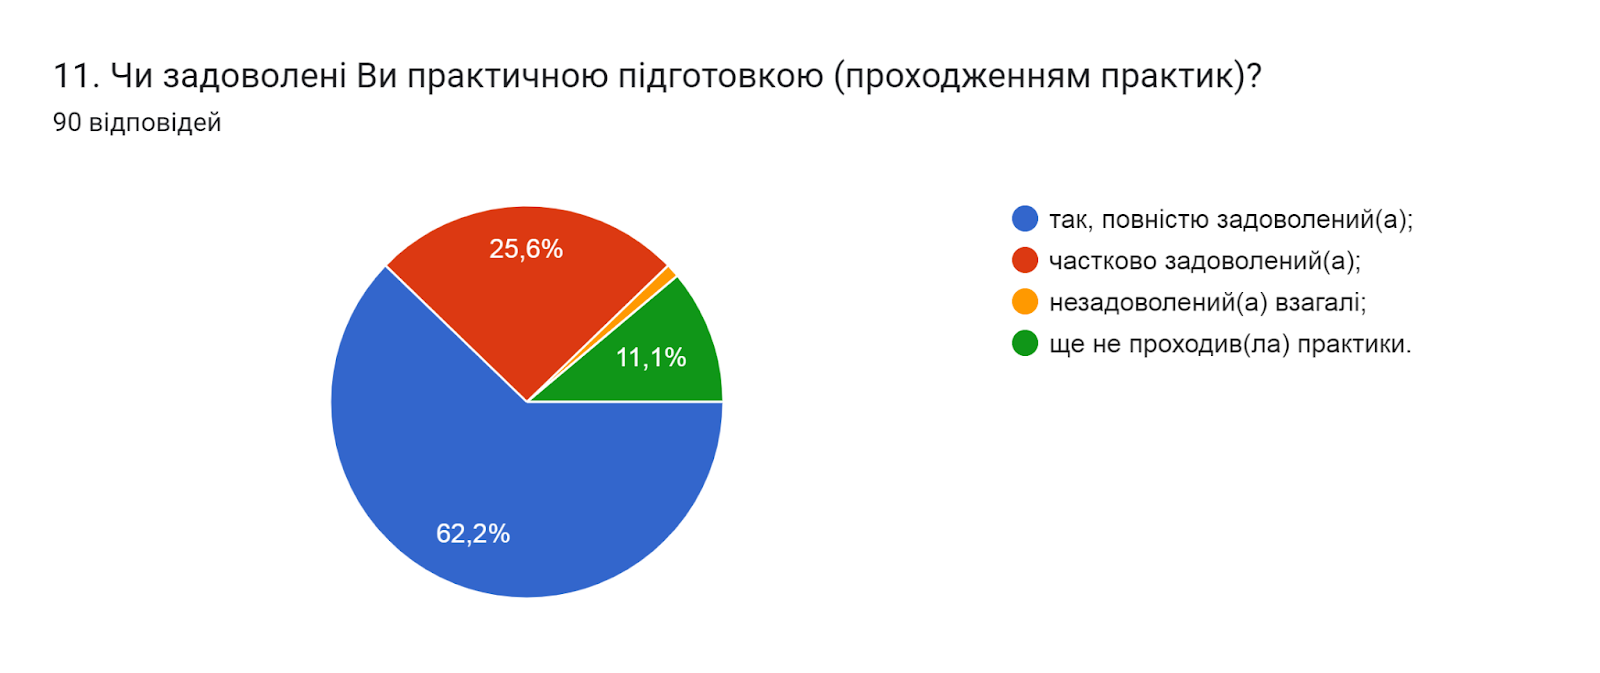 11. Чи задоволені Ви практичною підготовкою (проходженням практик)?
90 відповідей
25,6%
11,1%
62,2%
так, повністю задоволений(а);
частково задоволений(а);
незадоволений(а) взагалі;
ще не проходив(ла) практики.